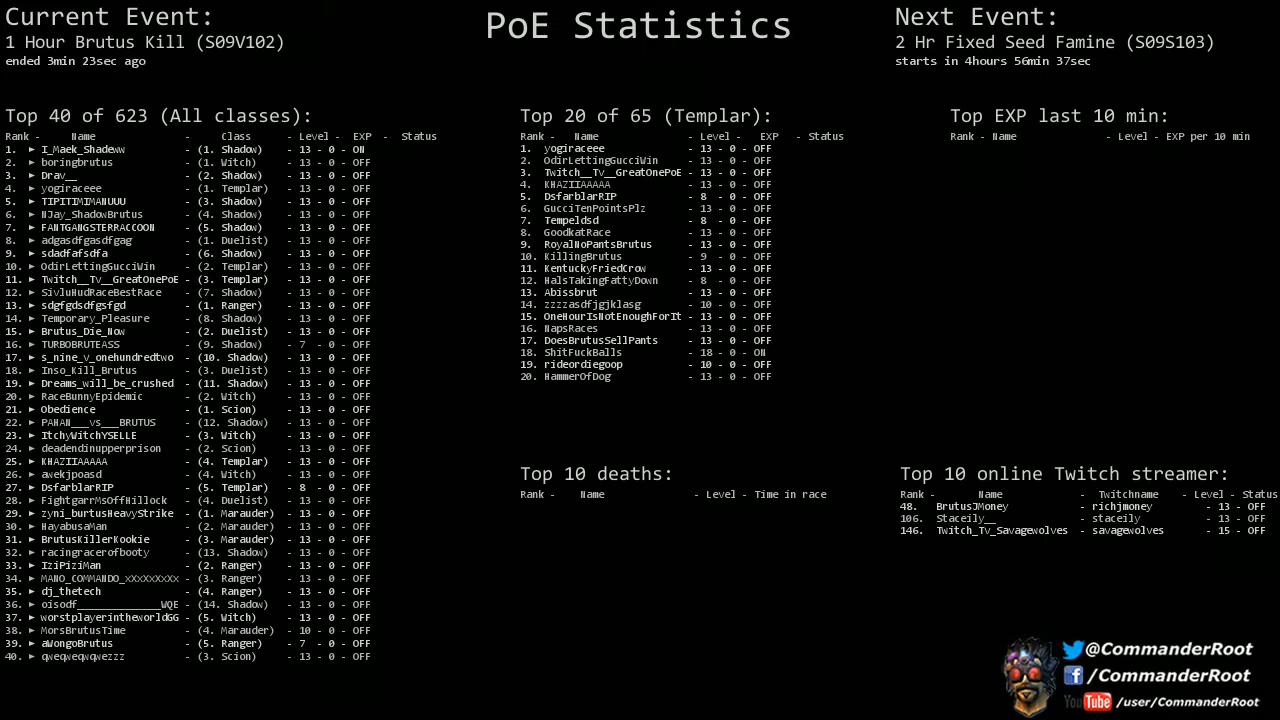 Current Event:
1 Hour Brutus Kill (S09V102)
ended 3min 23sec ago
PoE Statistics
Next Event:
2 Hr Fixed Seed Famine (S09S103)
starts in 4hours 56min 37sec
Top 40 of 623 (All classes):
Rank - Name - Class - Level - EXP - Status
1. ► I_Maek_Shadeww - (1. Shadow) - 13 - 0 - ON
2. ► boringbrutus - (1. Witch) - 13 - 0 - OFF
3. ► Drav__ - (2. Shadow) - 13 - 0 - OFF
4. ► yogiraceee - (1. Templar) - 13 - 0 - OFF
5. ► TIPITIMIMANUUU - (3. Shadow) - 13 - 0 - OFF
6. ► NJay_ShadowBrutus - (4. Shadow) - 13 - 0 - OFF
7. ► FANTGANGSTERRACCOON - (5. Shadow) - 13 - 0 - OFF
8. ► adgasdfgasdfgag - (1. Duelist) - 13 - 0 - OFF
9. ► sdadfafsdfa - (6. Shadow) - 13 - 0 - OFF
10. ► OdirLettingGucciWin - (2. Templar) - 13 - 0 - OFF
11. ► Twitch__Tv__GreatOnePoE - (3. Templar) - 13 - 0 - OFF
12. ► SivluHudRaceBestRace - (7. Shadow) - 13 - 0 - OFF
13. ► sdgfgdsdfgsfgd - (1. Ranger) - 13 - 0 - OFF
14. ► Temporary_Pleasure - (8. Shadow) - 13 - 0 - OFF
15. ► Brutus_Die_Now - (2. Duelist) - 13 - 0 - OFF
16. ► TURBOBRUTEASS - (9. Shadow) - 7 - 0 - OFF
17. ► s_nine_v_onehundredtwo - (10. Shadow) - 13 - 0 - OFF
18. ► Inso_Kill_Brutus - (3. Duelist) - 13 - 0 - OFF
19. ► Dreams_will_be_crushed - (11. Shadow) - 13 - 0 - OFF
20. ► RaceBunnyEpidemic - (2. Witch) - 13 - 0 - OFF
21. ► Obedience - (1. Scion) - 13 - 0 - OFF
22. ► PAHAN___vs___BRUTUS - (12. Shadow) - 13 - 0 - OFF
23. ► ItchyWitchYSELLE - (3. Witch) - 13 - 0 - OFF
24. ► deadendinupperprison - (2. Scion) - 13 - 0 - OFF
25. ► KHAZIIAAAAA - (4. Templar) - 13 - 0 - OFF
26. ► awekjpoasd - (4. Witch) - 13 - 0 - OFF
27. ► DsfarblarRIP - (5. Templar) - 8 - 0 - OFF
28. ► FightgarrMsOffHillock - (4. Duelist) - 13 - 0 - OFF
29. ► zyni_burtusHeavyStrike - (1. Marauder) - 13 - 0 - OFF
30. ► HayabusaMan - (2. Marauder) - 13 - 0 - OFF
31. ► BrutusKillerKookie - (3. Marauder) - 13 - 0 - OFF
32. ► racingracerofbooty - (13. Shadow) - 13 - 0 - OFF
33. ► IziPiziMan - (2. Ranger) - 13 - 0 - OFF
34. ► MANO_COMMANDO_xXXXXXXXx - (3. Ranger) - 13 - 0 - OFF
35. ► dj_thetech - (4. Ranger) - 13 - 0 - OFF
36. ► oisodf______________WQE - (14. Shadow) - 13 - 0 - OFF
37. ► worstplayerintheworldGG - (5. Witch) - 13 - 0 - OFF
38. ► MorsBrutusTime - (4. Marauder) - 10 - 0 - OFF
39. ► aWongoBrutus - (5. Ranger) - 7 - 0 - OFF
40. ► qweqweqwqwezzz - (3. Scion) - 13 - 0 - OFF
Top 20 of 65 (Templar):
Rank - Name - Level - EXP - Status
1. yogiraceee - 13 - 0 - OFF
2. OdirLettingGucciWin - 13 - 0 - OFF
3. Twitch__Tv__GreatOnePoE - 13 - 0 - OFF
4. KHAZIIAAAAA - 13 - 0 - OFF
5. DsfarblarRIP - 8 - 0 - OFF
6. GucciTenPointsPlz - 13 - 0 - OFF
7. Tempeldsd - 8 - 0 - OFF
8. GoodkatRace - 13 - 0 - OFF
9. RoyalNoPantsBrutus - 13 - 0 - OFF
10. KillingBrutus - 9 - 0 - OFF
11. KentuckyFriedCrow - 13 - 0 - OFF
12. HalsTakingFattyDown - 8 - 0 - OFF
13. Abissbrut - 13 - 0 - OFF
14. zzzzasdfjgjklasg - 10 - 0 - OFF
15. OneHourIsNotEnoughForIt - 13 - 0 - OFF
16. NapsRaces - 13 - 0 - OFF
17. DoesBrutusSellPants - 13 - 0 - OFF
18. ShitFuckBalls - 18 - 0 - ON
19. rideordiegoop - 10 - 0 - OFF
20. HammerOfDog - 13 - 0 - OFF
Top EXP last 10 min:
Rank - Name - Level - EXP per 10 min
Top 10 deaths:
Rank - Name - Level - Time in race
Top 10 online Twitch streamer:
Rank - Name - Twitchname - Level - Status
48. BrutusJMoney - richjmoney - 13 - OFF
106. Staceily__ - staceily - 13 - OFF
146. Twitch_Tv_Savagewolves - savagewolves - 15 - OFF
@CommanderRoot
f /CommanderRoot
YouTube /user/CommanderRoot